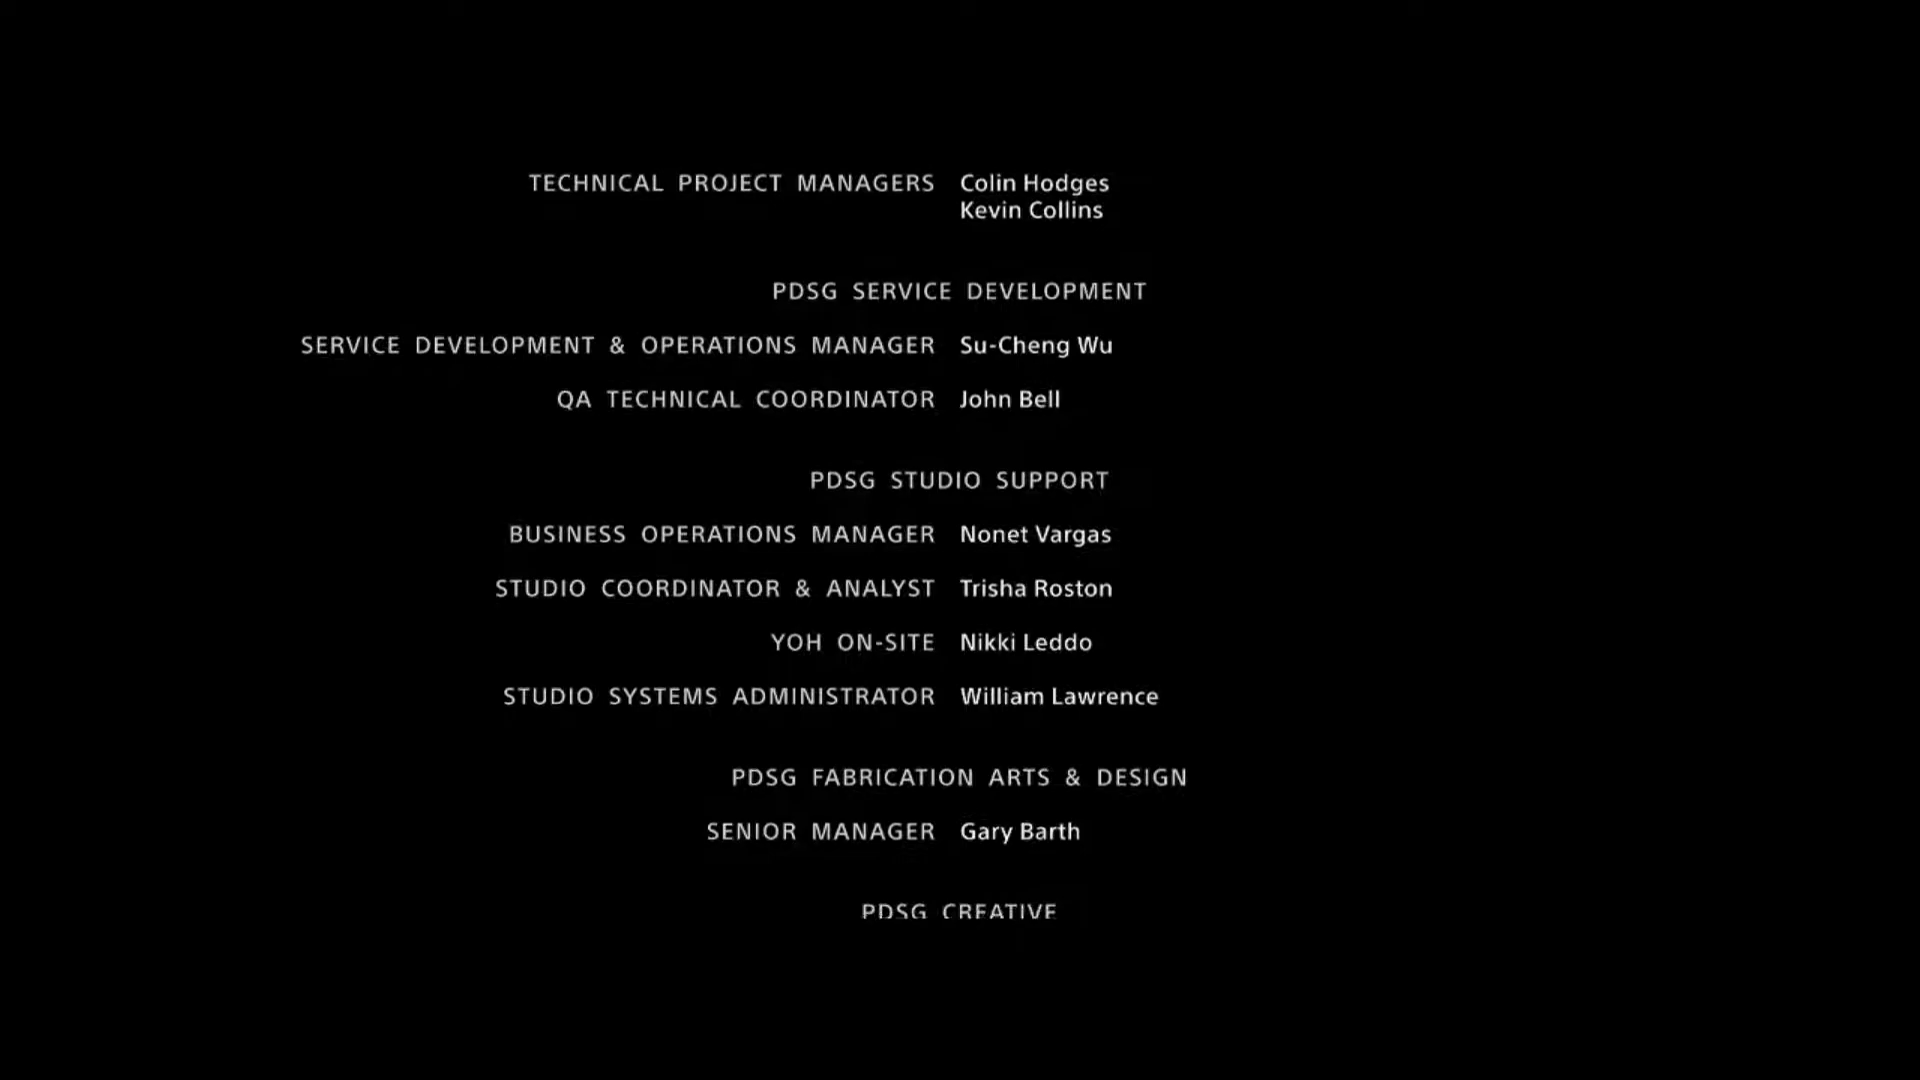 TECHNICAL PROJECT MANAGERS Colin Hodges
Kevin Collins
PDSG SERVICE DEVELOPMENT
SERVICE DEVELOPMENT & OPERATIONS MANAGER Su-Cheng Wu
QA TECHNICAL COORDINATOR John Bell
PDSG STUDIO SUPPORT
BUSINESS OPERATIONS MANAGER Nonet Vargas
STUDIO COORDINATOR & ANALYST Trisha Roston
YOH ON-SITE Nikki Leddo
STUDIO SYSTEMS ADMINISTRATOR William Lawrence
PDSG FABRICATION ARTS & DESIGN
SENIOR MANAGER Gary Barth
PDSG CREATIVE